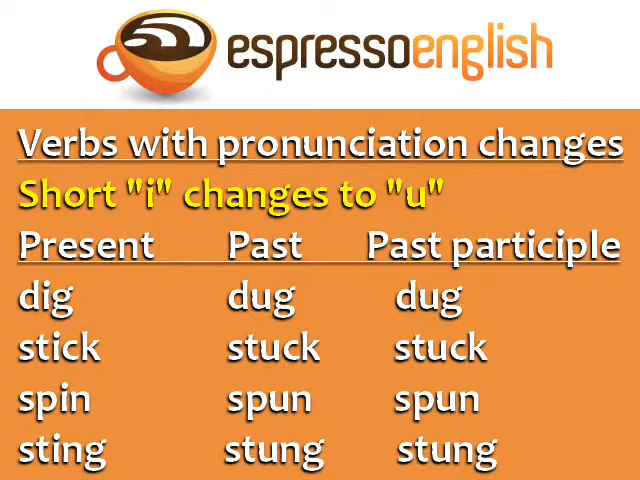 espressoenglish
Verbs with pronunciation changes
Short "i" changes to "u"
Present Past Past participle
dig dug dug
stick stuck stuck
spin spun spun
sting stung stung